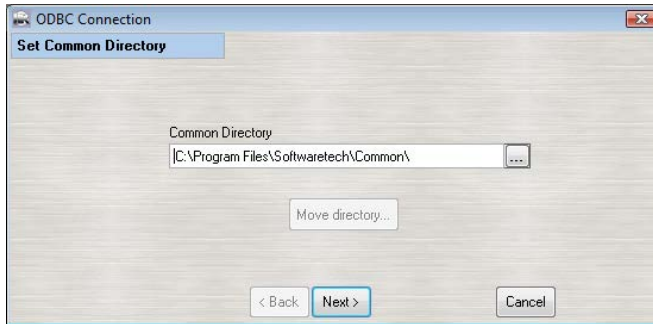 ODBC Connection
Set Common Directory
Common Directory
C:\Program Files\Softwaretech\Common\
...
Move directory...
< Back
Next >
Cancel